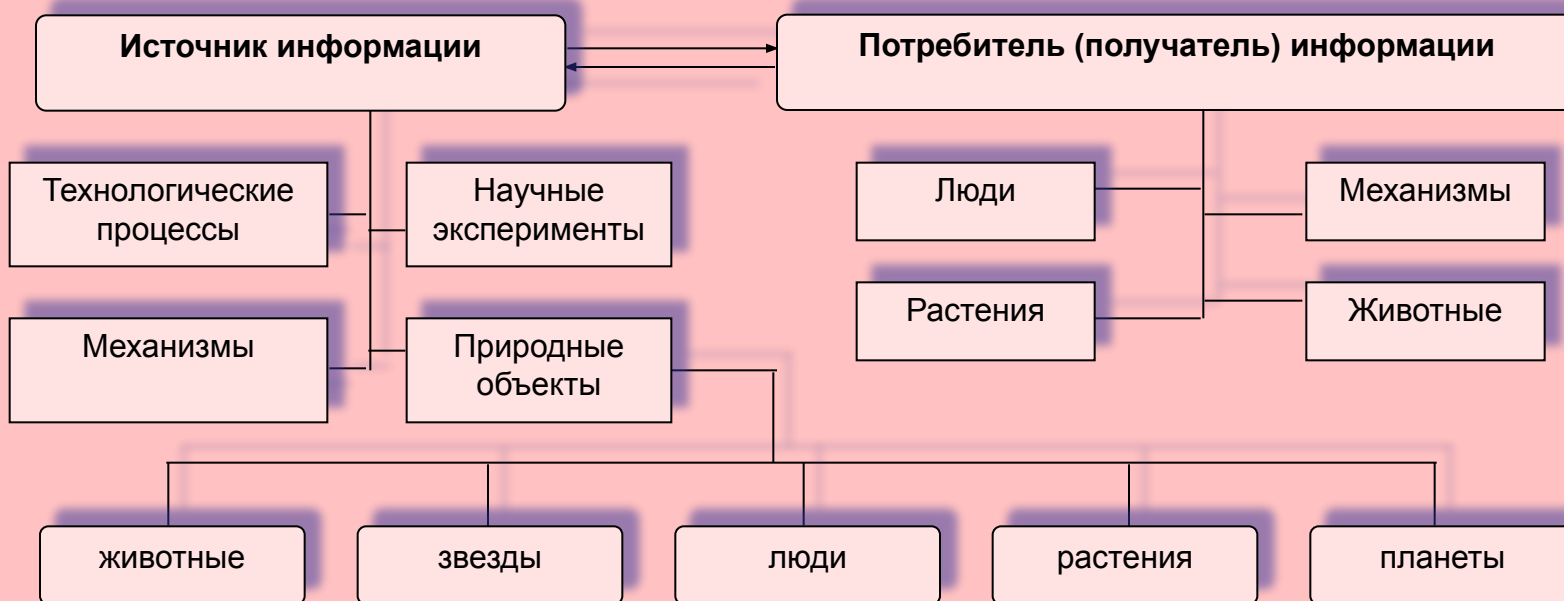 Источник информации
Потребитель (получатель) информации
Технологические
процессы
Научные
эксперименты
Люди
Механизмы
Механизмы
Природные
объекты
Растения
Животные
животные
звезды
люди
растения
планеты